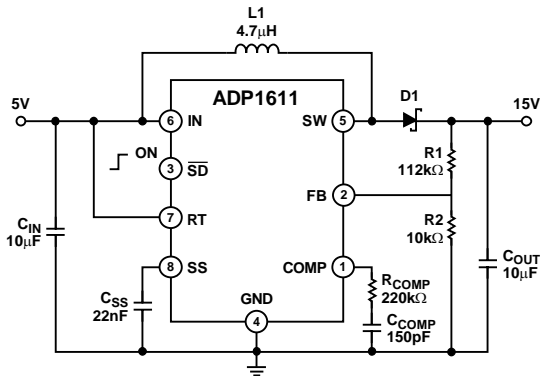 L1
4.7μH
ADP1611
5V
6 IN
SW 5
D1
15V
ON
3 SD
R1
112kΩ
FB 2
CIN
10μF
7 RT
R2
10kΩ
8 SS
COMP 1
COUT
10μF
CSS
22nF
GND
4
RCOMP
220kΩ
CCOMP
150pF